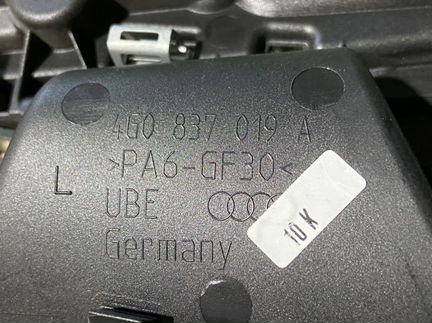 4G0 837 019 A
>PA6-GF30<
L
UBE
Germany
10 K